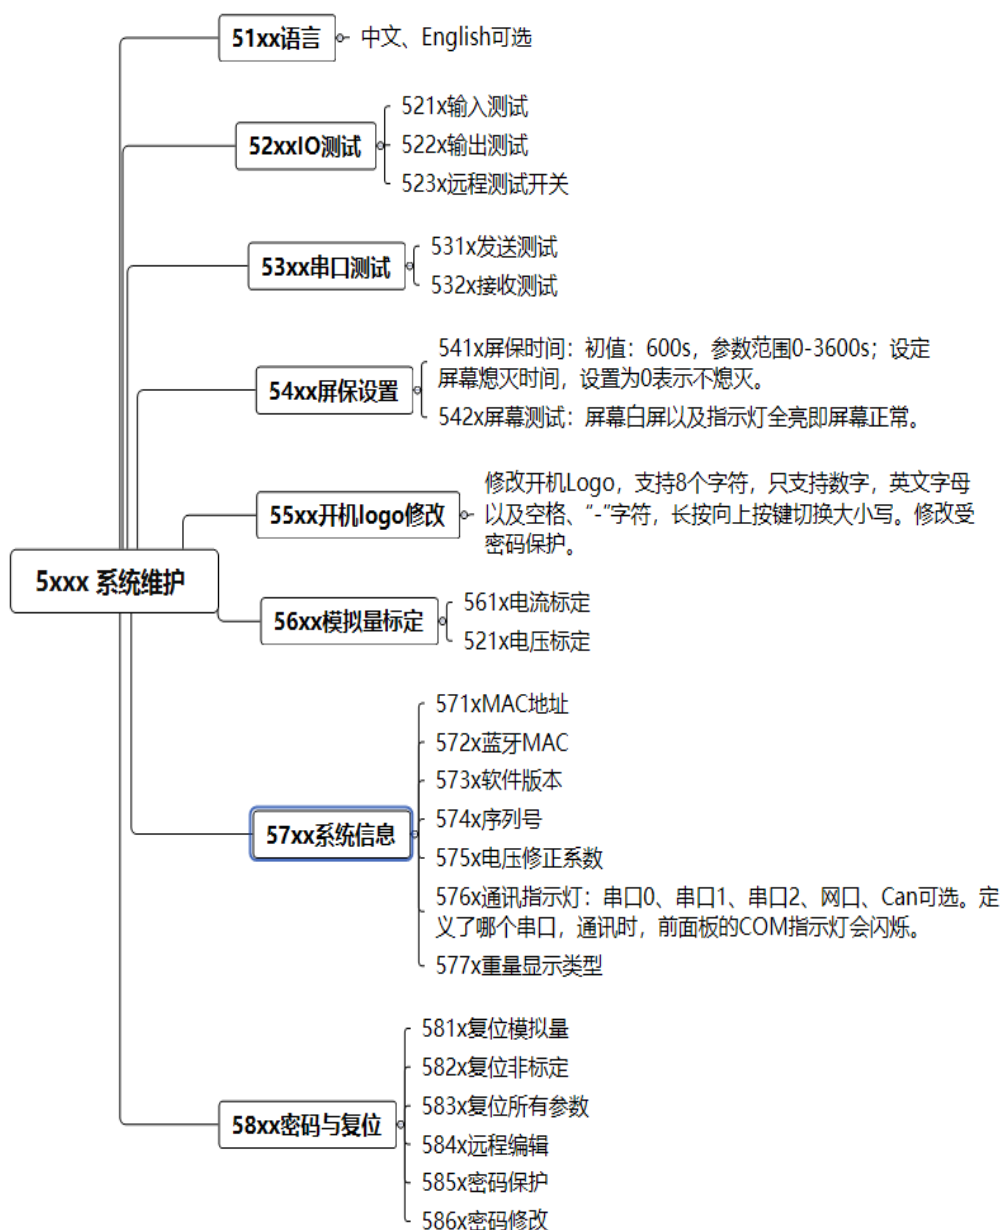 51xx语言
中文、English可选
52xxIO测试
521x输入测试
522x输出测试
523x远程测试开关
53xx串口测试
531x发送测试
532x接收测试
54xx屏保设置
541x屏保时间：初值：600s，参数范围0-3600s；设定
屏幕熄灭时间，设置为0表示不熄灭。
542x屏幕测试：屏幕白屏以及指示灯全亮即屏幕正常。
55xx开机logo修改
修改开机Logo，支持8个字符，只支持数字，英文字母
以及空格、“-”字符，长按向上按键切换大小写。修改受
密码保护。
5xxx 系统维护
56xx模拟量标定
561x电流标定
521x电压标定
57xx系统信息
571xMAC地址
572x蓝牙MAC
573x软件版本
574x序列号
575x电压修正系数
576x通讯指示灯：串口0、串口1、串口2、网口、Can可选。定
义了哪个串口，通讯时，前面板的COM指示灯会闪烁。
577x重量显示类型
58xx密码与复位
581x复位模拟量
582x复位非标定
583x复位所有参数
584x远程编辑
585x密码保护
586x密码修改